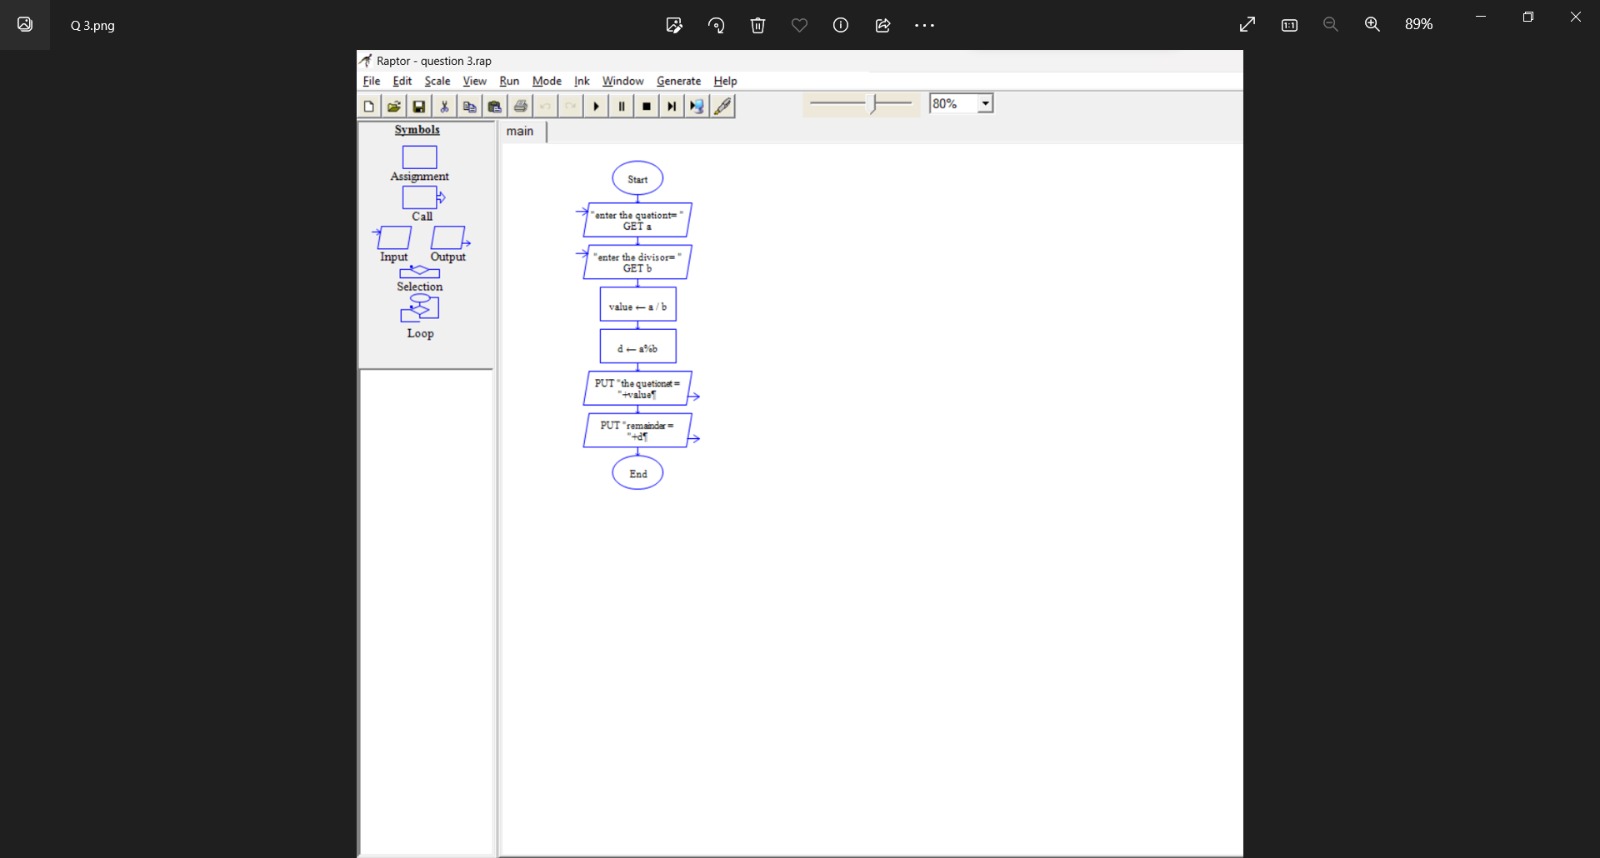 Q 3.png
89%
Raptor - question 3.rap
File Edit Scale View Run Mode Ink Window Generate Help
80%
Symbols
Assignment
Call
Input Output
Selection
Loop
main
Start
"enter the quetiont= "
GET a
"enter the divisor= "
GET b
value ← a / b
d ← a%b
PUT "the quetionet =
"+value¶
PUT "remainder =
"+d¶
End